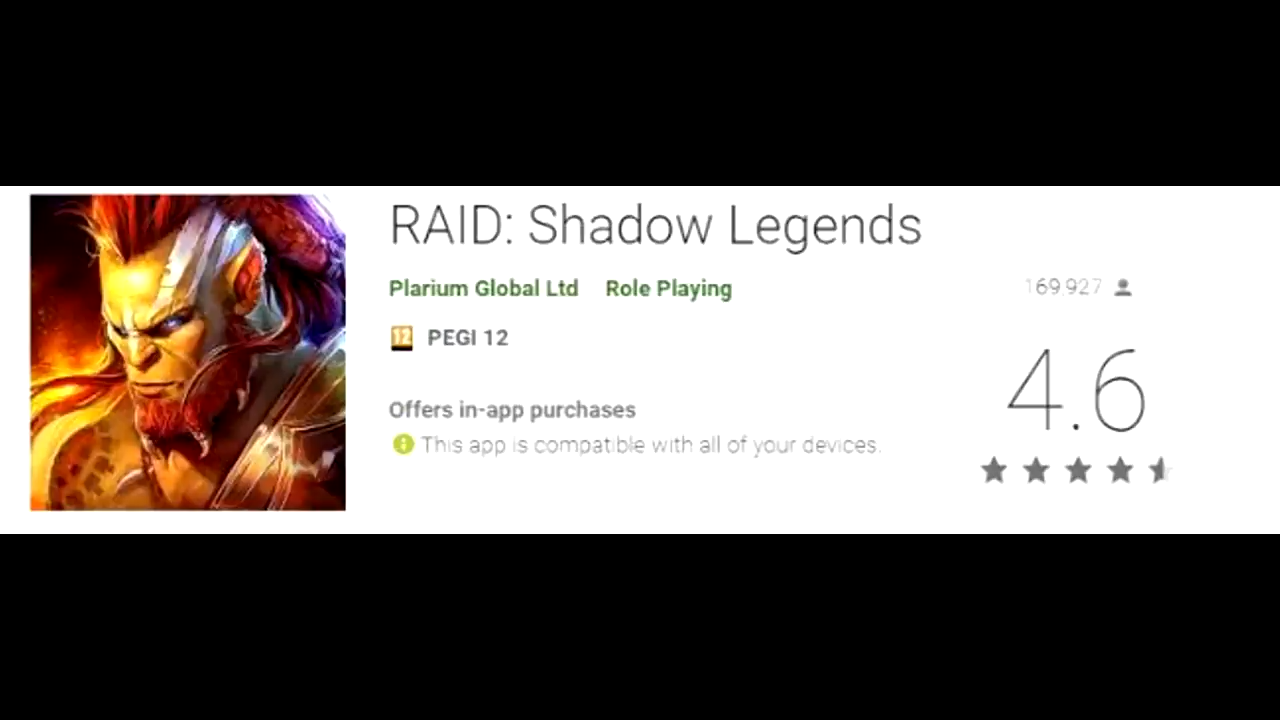 RAID: Shadow Legends
Plarium Global Ltd Role Playing
169,927
12 PEGI 12
4.6
Offers in-app purchases
This app is compatible with all of your devices.